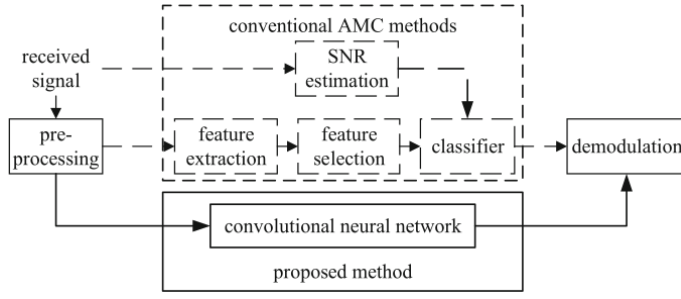 conventional AMC methods
received
signal
SNR
estimation
pre-
processing
feature
extraction
feature
selection
classifier
demodulation
convolutional neural network
proposed method